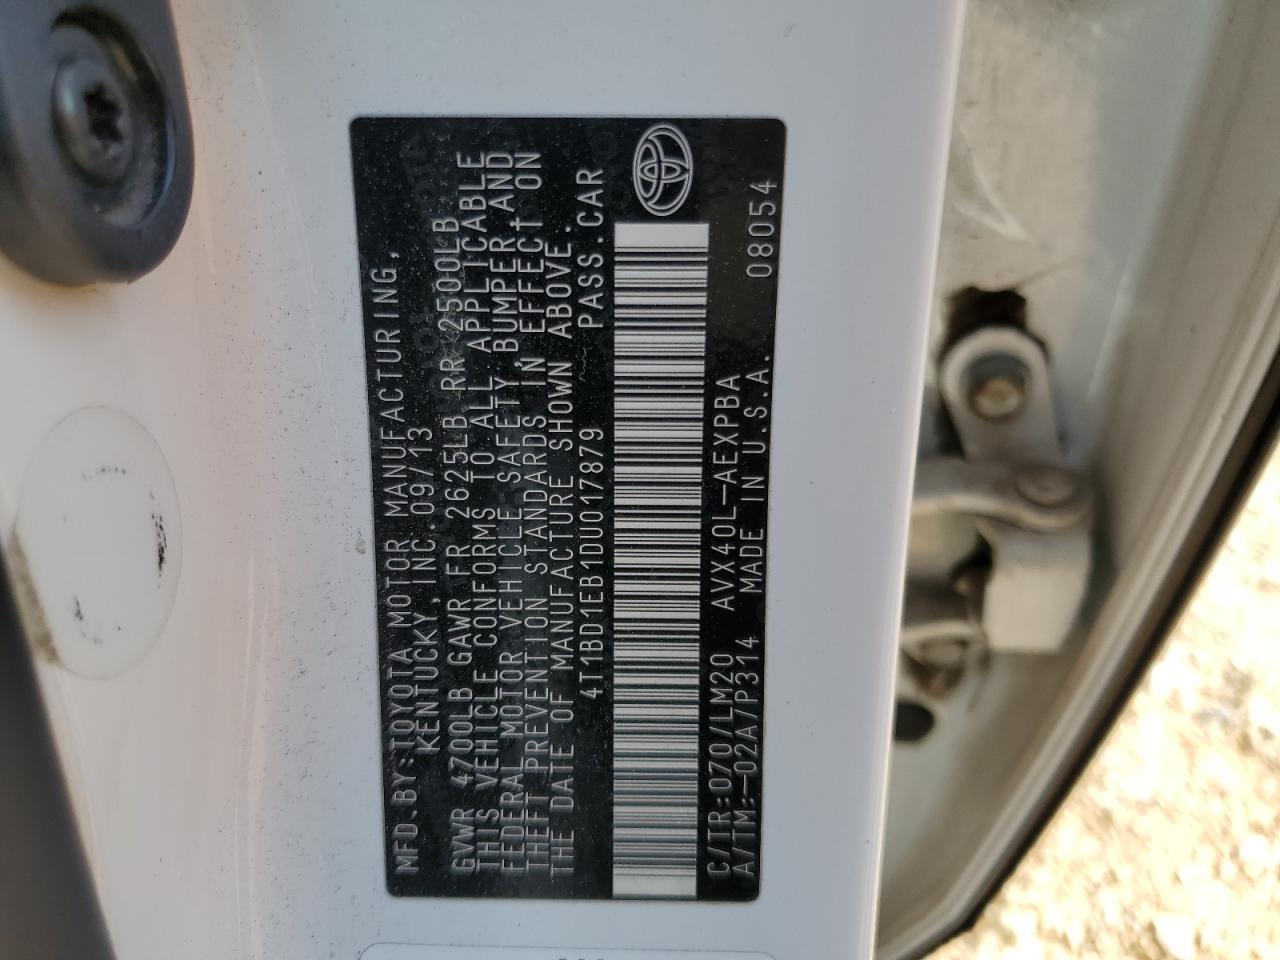 MFD.BY:TOYOTA MOTOR MANUFACTURING,
KENTUCKY,INC.09/13
GVWR 4700LB GAWR FR 2625LB RR 2500LB
THIS VEHICLE CONFORMS TO ALL APPLICABLE
FEDERAL MOTOR VEHICLE SAFETY, BUMPER, AND
THEFT PREVENTION STANDARDS IN EFFECT ON
THE DATE OF MANUFACTURE SHOWN ABOVE.
4T1BD1EB1DU017879 PASS.CAR
C/TR:070/LM20 AVX40L-AEXPBA
A/TM:-02A/P314 MADE IN U.S.A. 08054